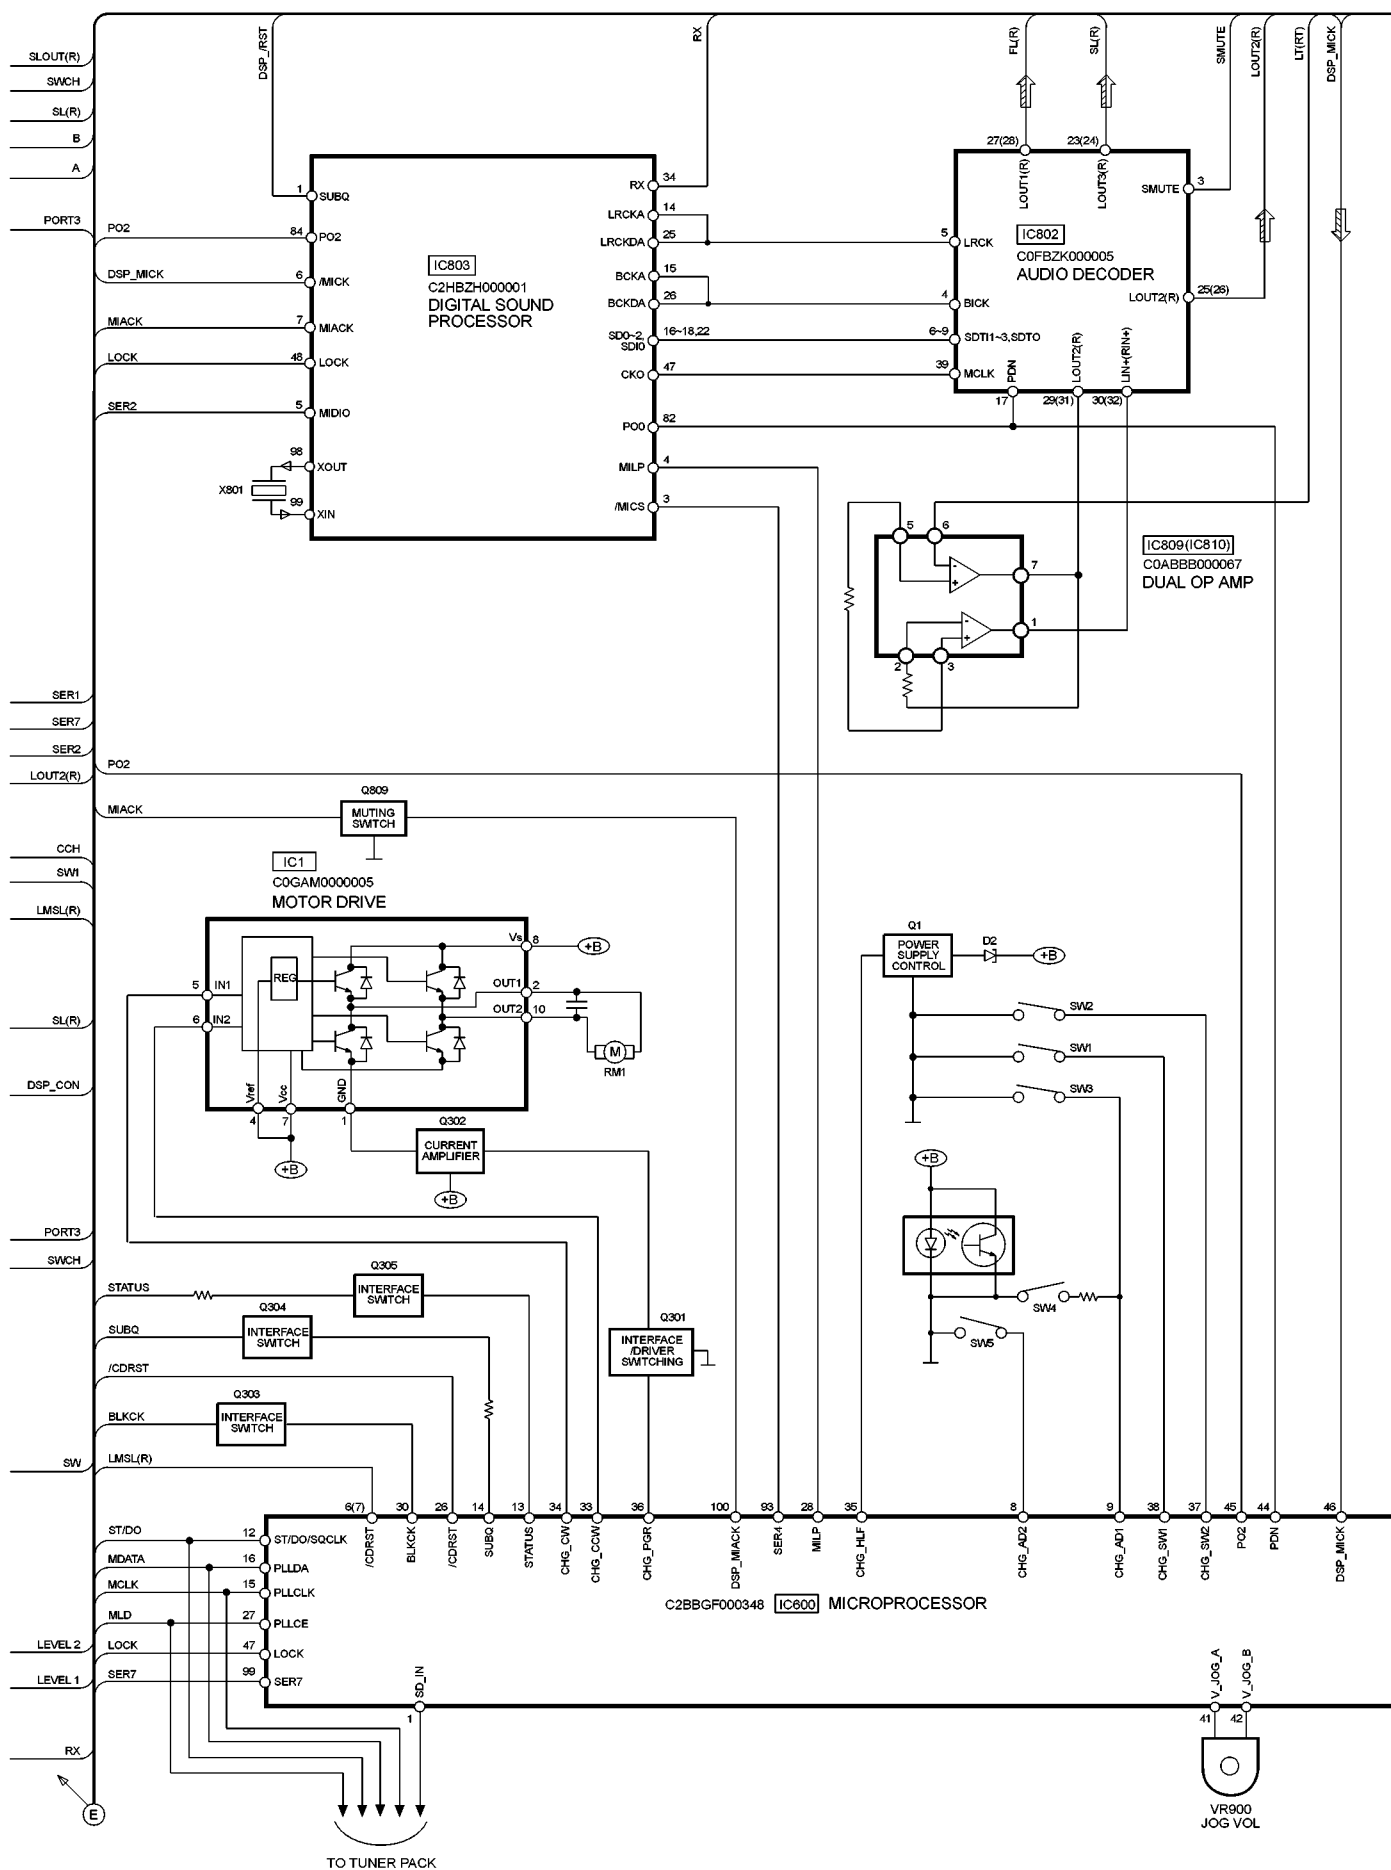 SLOUT(R)
SWCH
SL(R)
B
A
PORT3
DSP_/RST
RX
FL(R)
SL(R)
SMUTE
LOUT2(R)
LT(RT)
DSP_MICK
PO2
DSP_MICK
MIACK
LOCK
SER2
1 SUBQ
84 PO2
6 /MICK
7 MIACK
48 LOCK
5 MIDIO
98 XOUT
X801
99 XIN
IC803
C2HBZH000001
DIGITAL SOUND
PROCESSOR
RX 34
LRCKA 14
LRCKDA 25
BCKA 15
BCKDA 26
SD0~2,
SDI0
16~18,22
CKO 47
PO0 82
MILP 4
/MICS 3
27(28)
23(24)
LOUT1(R)
LOUT3(R)
SMUTE 3
IC802
C0FBZK000005
AUDIO DECODER
5 LRCK
4 BICK
6~9 SDTI1~3,SDTO
39 MCLK
LOUT2(R)
25(26)
PDN
LOUT2(R)
LIN+(RIN+)
17
29(31)
30(32)
5
6
-
+
7
-
+
1
2
3
IC809(IC810)
C0ABBB000067
DUAL OP AMP
SER1
SER7
SER2
LOUT2(R)
PO2
MIACK
Q809
MUTING
SWITCH
CCH
SW1
LMSL(R)
SL(R)
DSP_CON
PORT3
SWCH
IC1
C0GAM0000005
MOTOR DRIVE
REG
5 IN1
6 IN2
Vs 8
+B
OUT1 2
OUT2 10
M
RM1
Vref
Vcc
GND
4
7
1
+B
Q302
CURRENT
AMPLIFIER
+B
Q1
POWER
SUPPLY
CONTROL
D2
+B
SW2
SW1
SW3
+B
SW4
SW5
STATUS
Q305
INTERFACE
SWITCH
SUBQ
Q304
INTERFACE
SWITCH
/CDRST
BLKCK
Q303
INTERFACE
SWITCH
Q301
INTERFACE
/DRIVER
SWITCHING
SW
LMSL(R)
6(7)
30
26
14
13
34
33
36
100
93
28
35
8
9
38
37
45
44
46
/CDRST
BLKCK
/CDRST
SUBQ
STATUS
CHG_CW
CHG_CCW
CHG_PGR
DSP_MIACK
SER4
MILP
CHG_HLF
CHG_AD2
CHG_AD1
CHG_SW1
CHG_SW2
PO2
PDN
DSP_MICK
ST/DO 12 ST/DO/SQCLK
MDATA 16 PLLDA
MCLK 15 PLLCLK
MLD 27 PLLCE
LOCK 47 LOCK
SER7 99 SER7
LEVEL 2
LEVEL 1
C2BBGF000348 IC600 MICROPROCESSOR
SD_IN
1
V_JOG_A
V_JOG_B
41
42
VR900
JOG VOL
RX
E
TO TUNER PACK